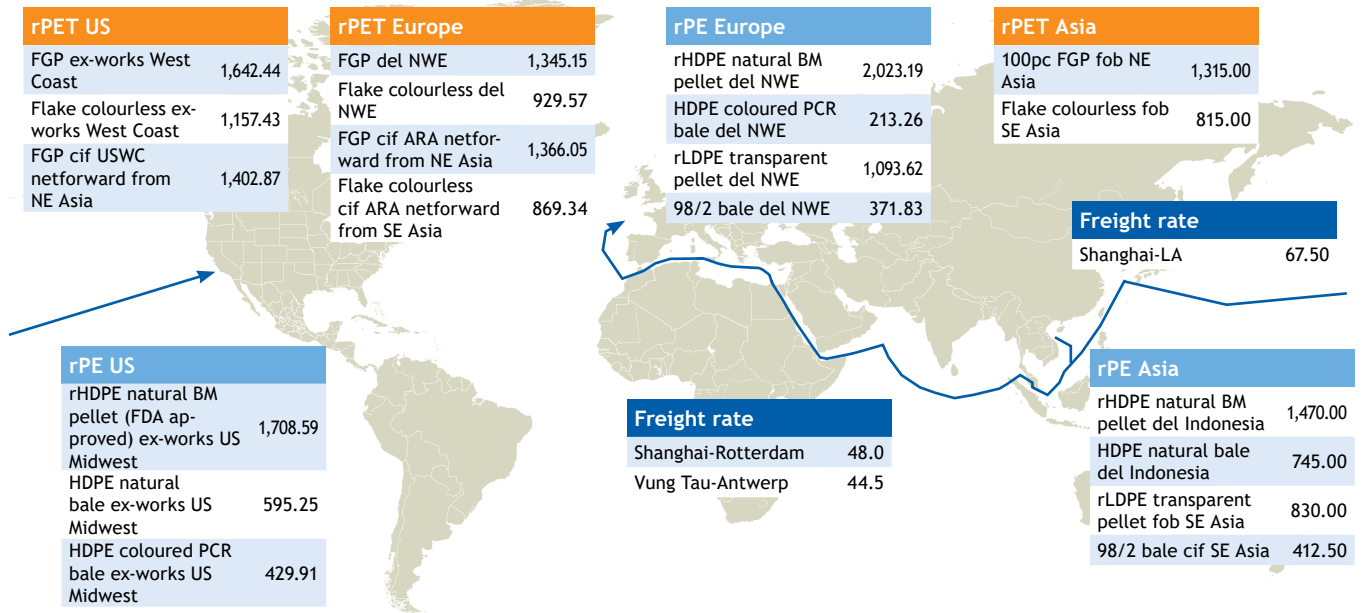 rPET US
FGP ex-works West
Coast
1,642.44
Flake colourless ex-
works West Coast
1,157.43
FGP cif USWC
netforward from
NE Asia
1,402.87
rPET Europe
FGP del NWE 1,345.15
Flake colourless del
NWE
929.57
FGP cif ARA netfor-
ward from NE Asia
1,366.05
Flake colourless
cif ARA netforward
from SE Asia
869.34
rPE Europe
rHDPE natural BM
pellet del NWE
2,023.19
HDPE coloured PCR
bale del NWE
213.26
rLDPE transparent
pellet del NWE
1,093.62
98/2 bale del NWE 371.83
rPET Asia
100pc FGP fob NE
Asia
1,315.00
Flake colourless fob
SE Asia
815.00
Freight rate
Shanghai-LA 67.50
rPE US
rHDPE natural BM
pellet (FDA ap-
proved) ex-works US
Midwest
1,708.59
HDPE natural
bale ex-works US
Midwest
595.25
HDPE coloured PCR
bale ex-works US
Midwest
429.91
Freight rate
Shanghai-Rotterdam 48.0
Vung Tau-Antwerp 44.5
rPE Asia
rHDPE natural BM
pellet del Indonesia
1,470.00
HDPE natural bale
del Indonesia
745.00
rLDPE transparent
pellet fob SE Asia
830.00
98/2 bale cif SE Asia 412.50